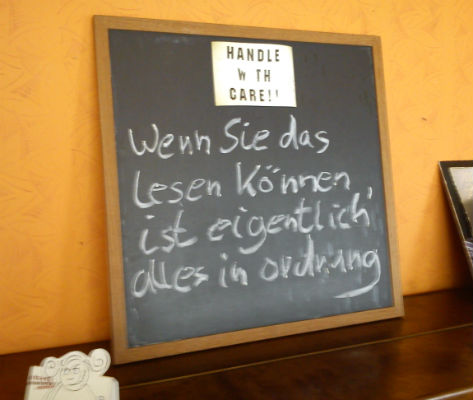 HANDLE
W TH
CARE!!
Wenn Sie das
lesen können,
ist eigentlich
alles in ordnung